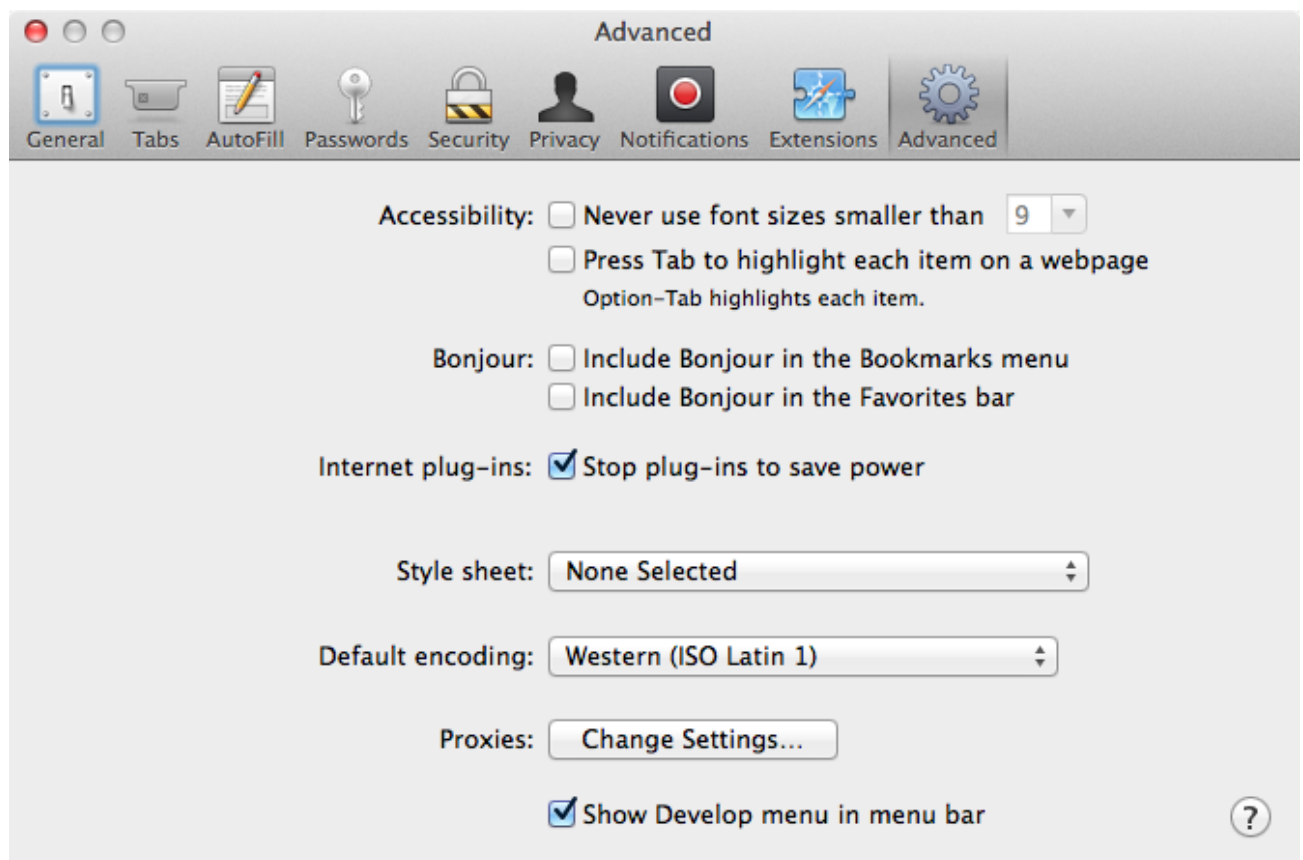 Advanced
General Tabs AutoFill Passwords Security Privacy Notifications Extensions Advanced
Accessibility: Never use font sizes smaller than 9
Press Tab to highlight each item on a webpage
Option-Tab highlights each item.
Bonjour: Include Bonjour in the Bookmarks menu
Include Bonjour in the Favorites bar
Internet plug-ins: Stop plug-ins to save power
Style sheet: None Selected
Default encoding: Western (ISO Latin 1)
Proxies: Change Settings...
Show Develop menu in menu bar
?